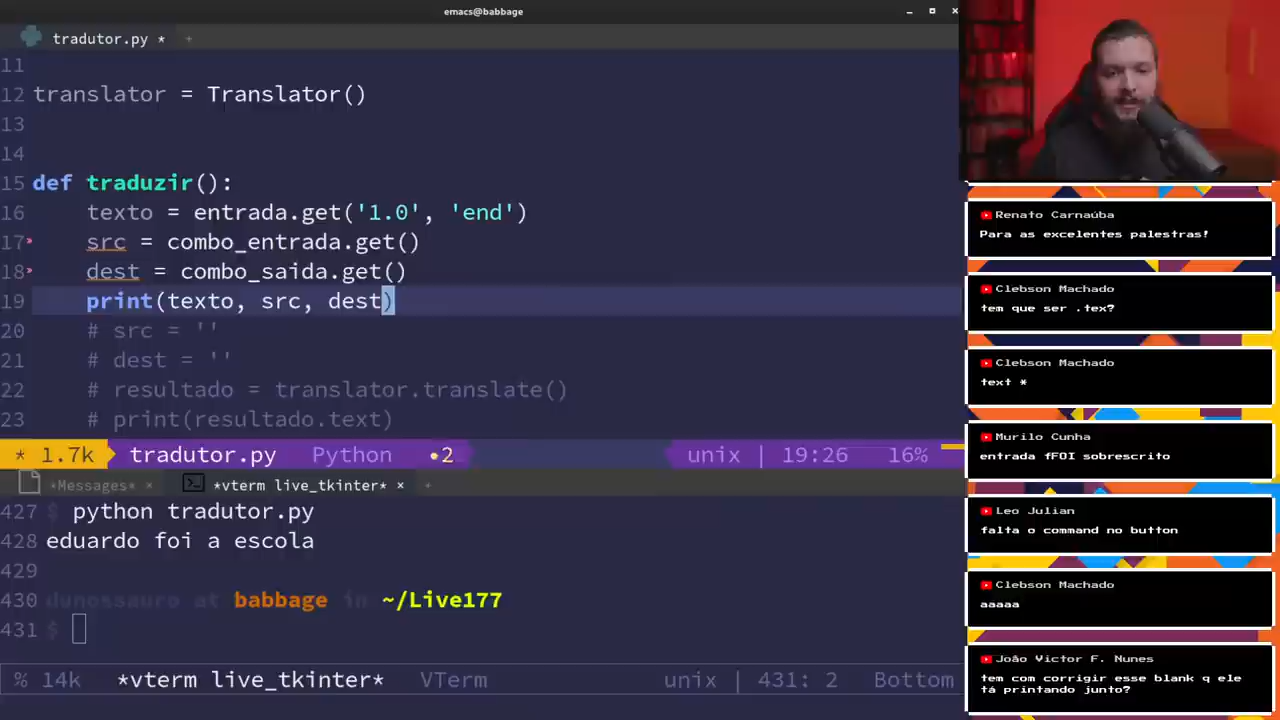 emacs@babbage
tradutor.py *
11
12 translator = Translator()
13
14
15 def traduzir():
16 texto = entrada.get('1.0', 'end')
17 src = combo_entrada.get()
18 dest = combo_saida.get()
19 print(texto, src, dest)
20 # src = ''
21 # dest = ''
22 # resultado = translator.translate()
23 # print(resultado.text)
* 1.7k tradutor.py Python •2 unix | 19:26 16%
*Messages* × *vterm live_tkinter* × +
427 $ python tradutor.py
428 eduardo foi a escola
429
430 dunossauro at babbage in ~/Live177
431 $
% 14k *vterm live_tkinter* VTerm unix | 431: 2 Bottom
Renato Carnaúba
Para as excelentes palestras!
Clebson Machado
tem que ser .tex?
Clebson Machado
text *
Murilo Cunha
entrada fFOI sobrescrito
Leo Julian
falta o command no button
Clebson Machado
aaaaa
João Victor F. Nunes
tem com corrigir esse blank q ele
tá printando junto?